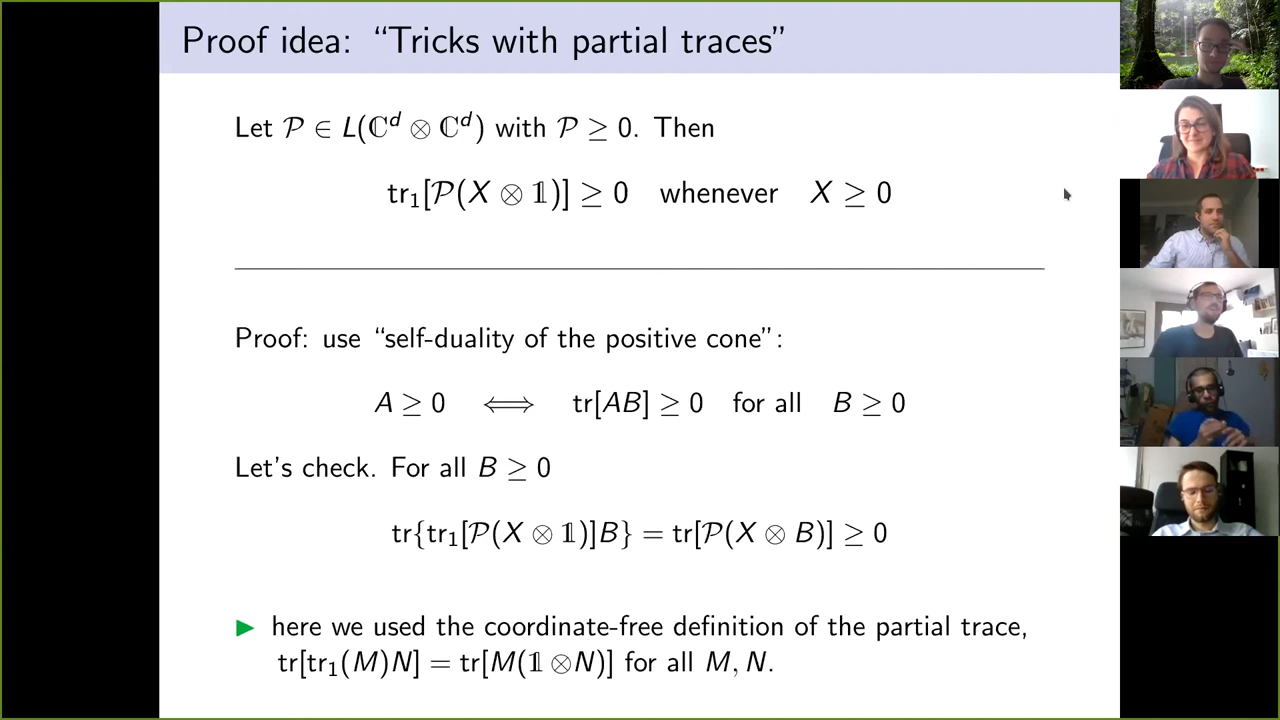 Proof idea: “Tricks with partial traces”
Let 𝒫 ∈ L(ℂᵈ ⊗ ℂᵈ) with 𝒫 ≥ 0. Then
tr₁[𝒫(X ⊗ 𝟙)] ≥ 0 whenever X ≥ 0
Proof: use “self-duality of the positive cone”:
A ≥ 0 ⟺ tr[AB] ≥ 0 for all B ≥ 0
Let's check. For all B ≥ 0
tr{tr₁[𝒫(X ⊗ 𝟙)]B} = tr[𝒫(X ⊗ B)] ≥ 0
▶ here we used the coordinate-free definition of the partial trace,
tr[tr₁(M)N] = tr[M(𝟙 ⊗N)] for all M, N.